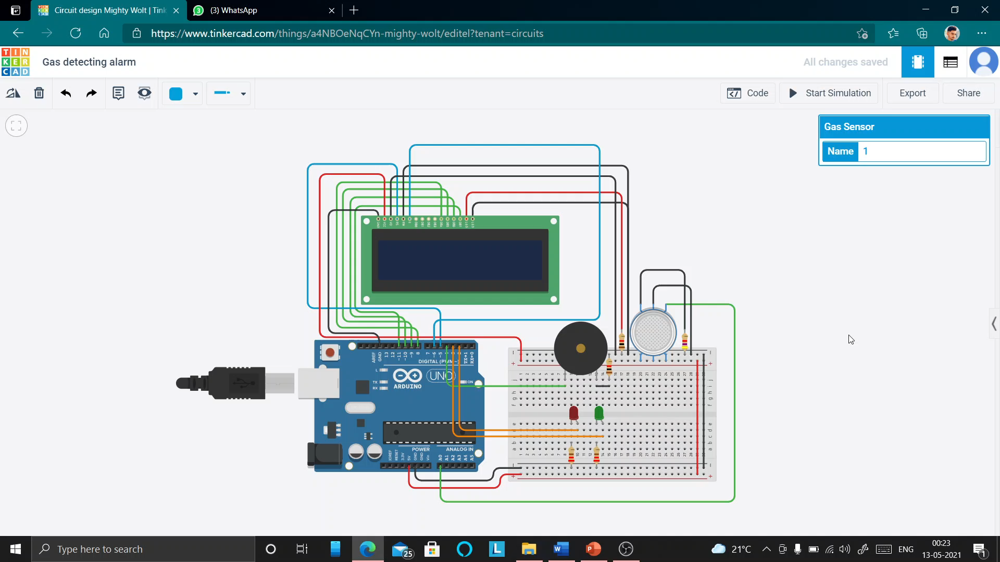 Circuit design Mighty Wolt | Tink
(3) WhatsApp
https://www.tinkercad.com/things/a4NBOeNqCYn-mighty-wolt/editel?tenant=circuits
TIN
KER
CAD
Gas detecting alarm
All changes saved
Code
Start Simulation
Export
Share
Gas Sensor
Name 1
AREF
GND
13
12
~11
~10
~9
8
7
~6
~5
TX→1
RX←0
DIGITAL (PWM~)
L
TX
RX
ARDUINO
UNO
ON
POWER
ANALOG IN
IOREF
RESET
3.3V
5V
GND
GND
Vin
A0
A1
A2
A3
A4
A5
Type here to search
25
21°C
ENG
00:23
13-05-2021
1